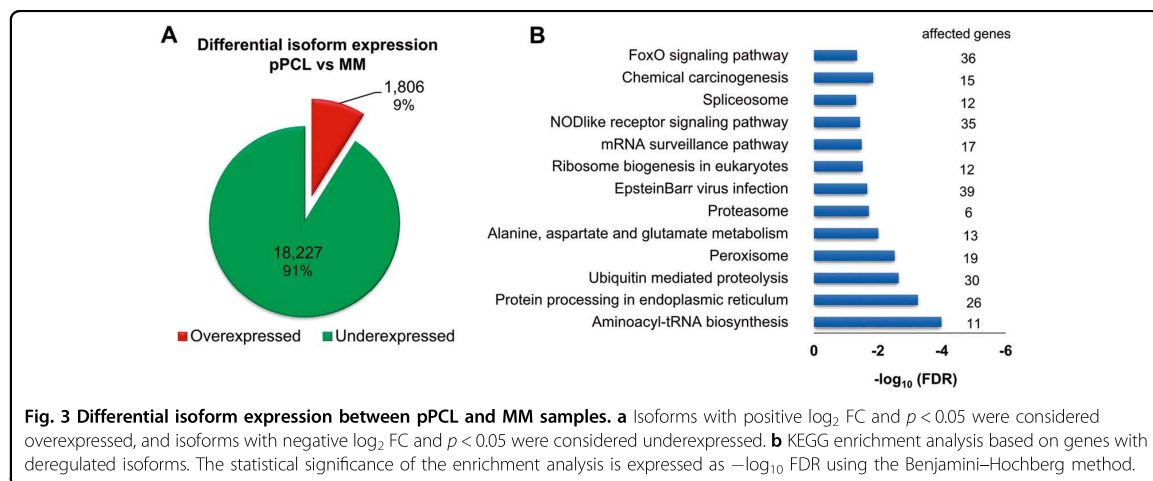 A
Differential isoform expression
pPCL vs MM
1,806
9%
18,227
91%
Overexpressed
Underexpressed
B
affected genes
FoxO signaling pathway 36
Chemical carcinogenesis 15
Spliceosome 12
NODlike receptor signaling pathway 35
mRNA surveillance pathway 17
Ribosome biogenesis in eukaryotes 12
EpsteinBarr virus infection 39
Proteasome 6
Alanine, aspartate and glutamate metabolism 13
Peroxisome 19
Ubiquitin mediated proteolysis 30
Protein processing in endoplasmic reticulum 26
Aminoacyl-tRNA biosynthesis 11
0 -2 -4 -6
-log₁₀ (FDR)
Fig. 3 Differential isoform expression between pPCL and MM samples. a Isoforms with positive log₂ FC and p < 0.05 were considered
overexpressed, and isoforms with negative log₂ FC and p < 0.05 were considered underexpressed. b KEGG enrichment analysis based on genes with
deregulated isoforms. The statistical significance of the enrichment analysis is expressed as −log₁₀ FDR using the Benjamini–Hochberg method.